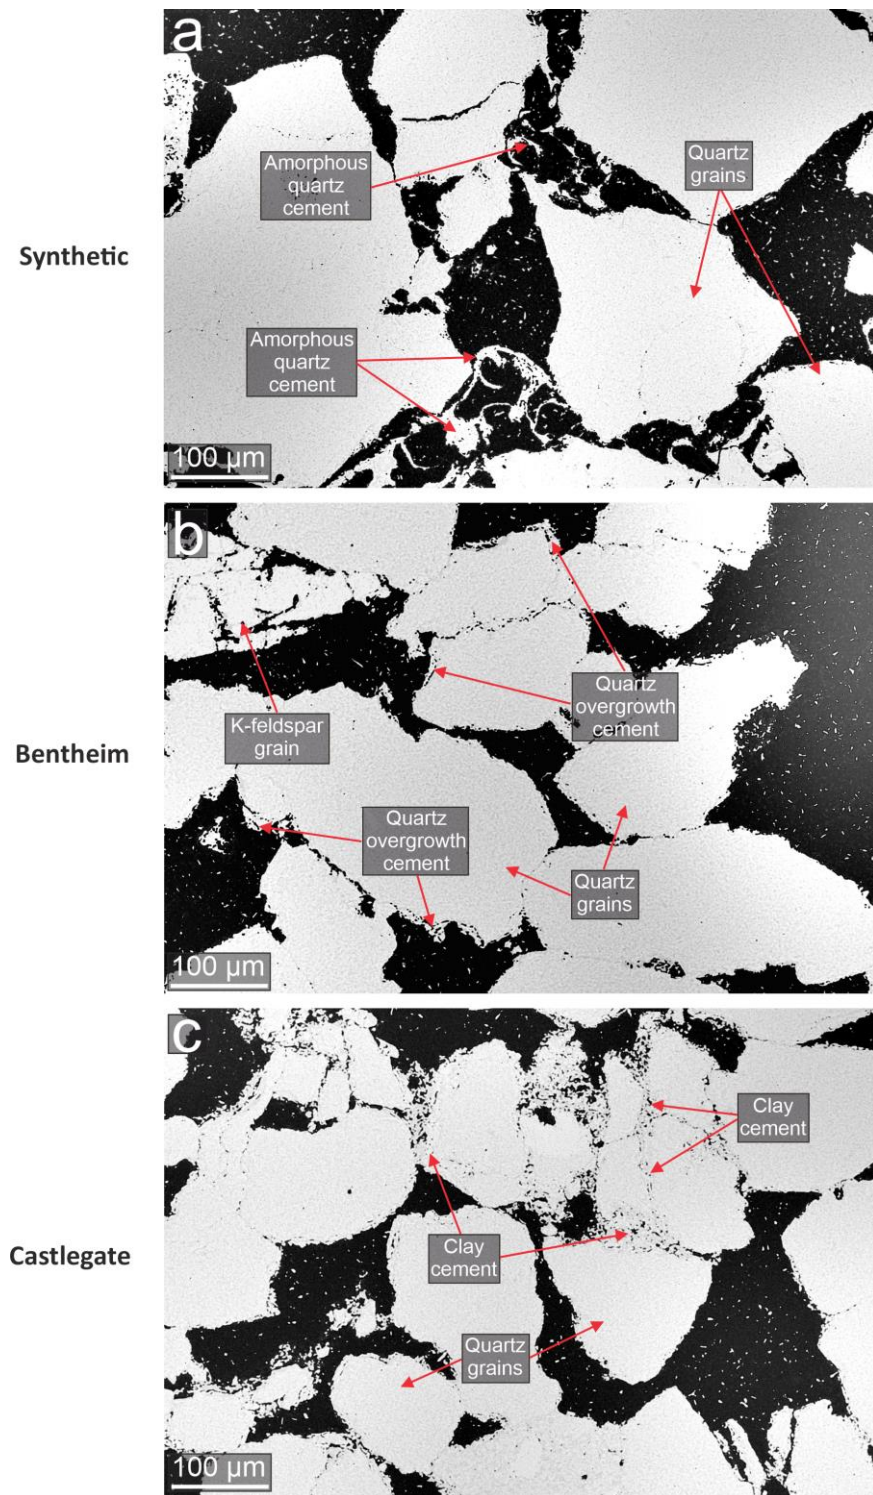 Synthetic
a
Amorphous
quartz
cement
Quartz
grains
Amorphous
quartz
cement
100 µm
Bentheim
b
K-feldspar
grain
Quartz
overgrowth
cement
Quartz
overgrowth
cement
Quartz
grains
100 µm
Castlegate
c
Clay
cement
Clay
cement
Quartz
grains
100 µm